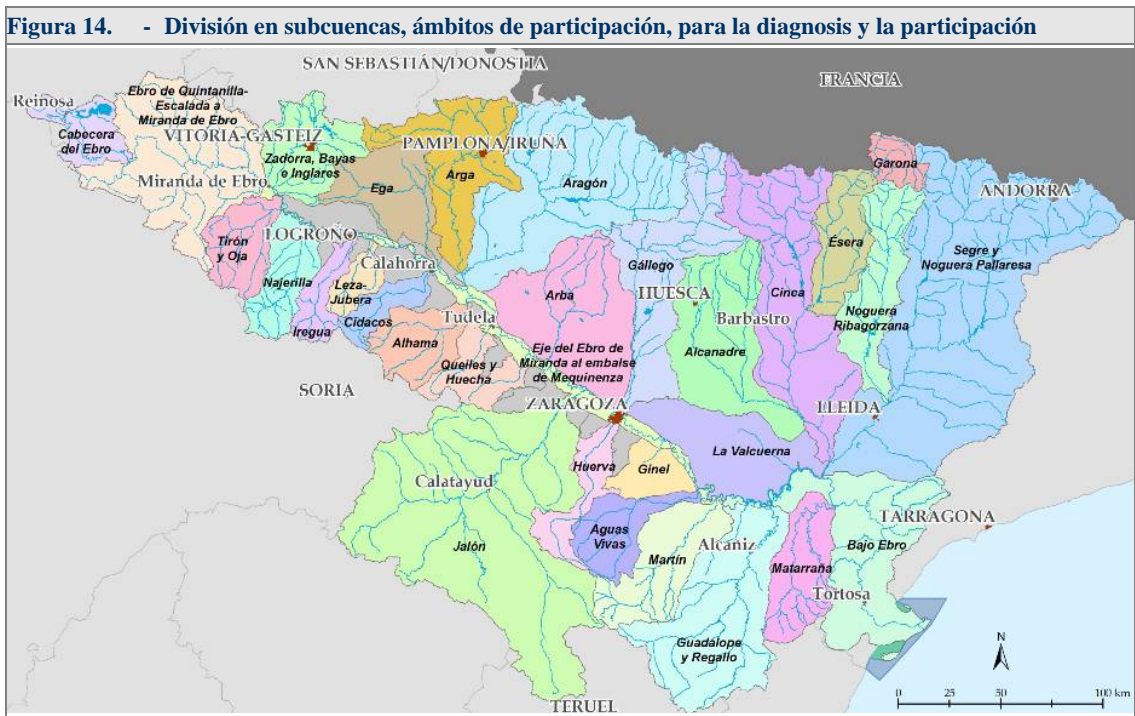 Figura 14. - División en subcuencas, ámbitos de participación, para la diagnosis y la participación
SAN SEBASTIÁN/DONOSTIA
FRANCIA
Reinosa
Ebro de Quintanilla-
Escalada a
Miranda de Ebro
Cabecera
del Ebro
VITORIA-GASTEIZ
Zadorra, Bayas
e Inglares
PAMPLONA/IRUÑA
Garona
Miranda de Ebro
Ega
Arga
Aragón
ANDORRA
Tirón
y Oja
LOGROÑO
Calahorra
Ésera
Segre y
Noguera Pallaresa
Najerilla
Leza-
Jubera
Gállego
HUESCA
Cinca
Iregua
Cidacos
Tudela
Arba
Barbastro
Noguera
Ribagorzana
Alhama
Queiles y
Huecha
Eje del Ebro de
Miranda al embalse
de Mequinenza
Alcanadre
SORIA
ZARAGOZA
LLEIDA
La Valcuerna
Huerva
Ginel
Calatayud
TARRAGONA
Aguas
Vivas
Martín
Alcañiz
Bajo Ebro
Jalón
Matarraña
Tortosa
Guadálope
y Regallo
N
TERUEL
0 25 50 100 km